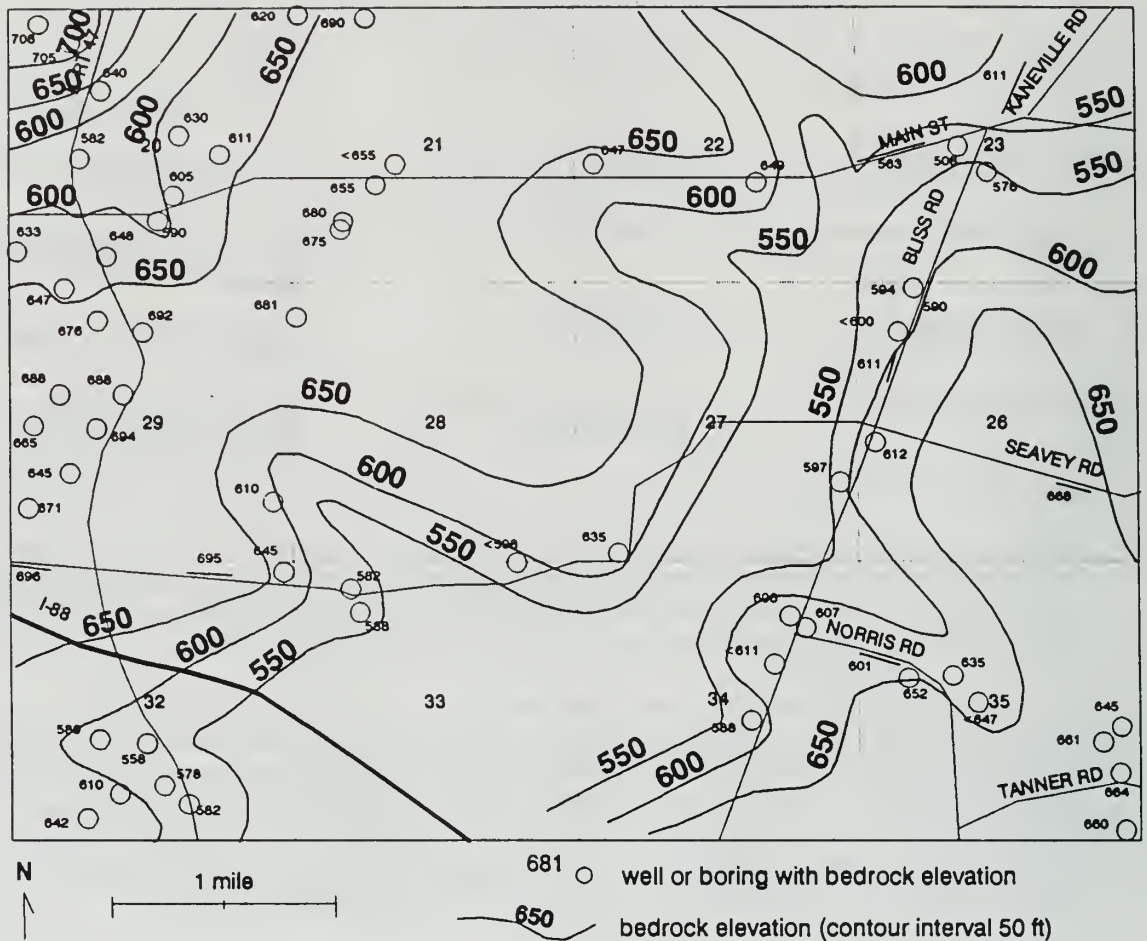 620 690
706 700
705 RT 47 650
650 640
600 600 630 611
582 20
<655 21 650 647 22 649
655
605
600 590
680
675
600
550
600 611 KANEVILLE RD
550
MAIN ST
563 506 23
576 550
BLISS RD
600
633 648
647 650
676 692 681
594 590
<600
611
550
688 688
665 694 29
645
671
650 28 27
600
550
610
<598 635
597 612
26 650
SEAVEY RD
668
696 695 645
582
588
I-88
650 600 550
606 607
NORRIS RD
<611 601 652 635
<647 35
34
588
32 33
586 558
578
610 582
642
550
600
650
645
661
TANNER RD 664
660
N
1 mile
681 well or boring with bedrock elevation
650 bedrock elevation (contour interval 50 ft)